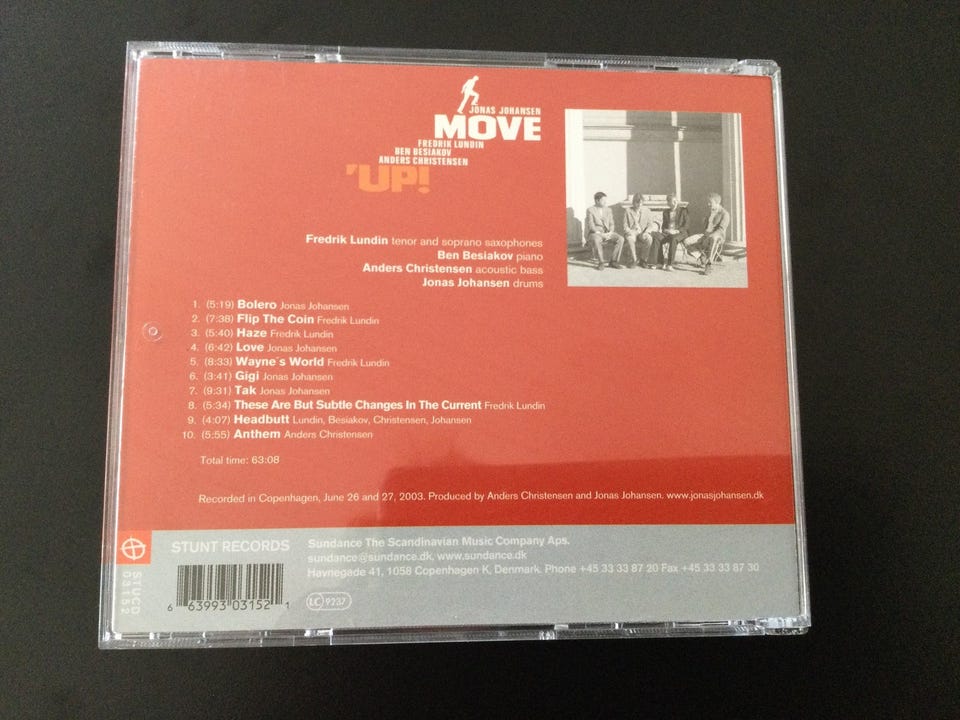 JONAS JOHANSEN
MOVE
FREDRIK LUNDIN
BEN BESIAKOV
ANDERS CHRISTENSEN
'UP!
Fredrik Lundin tenor and soprano saxophones
Ben Besiakov piano
Anders Christensen acoustic bass
Jonas Johansen drums
1. (5:19) Bolero Jonas Johansen
2. (7:38) Flip The Coin Fredrik Lundin
3. (5:40) Haze Fredrik Lundin
4. (6:42) Love Jonas Johansen
5. (8:33) Wayne´s World Fredrik Lundin
6. (3:41) Gigi Jonas Johansen
7. (9:31) Tak Jonas Johansen
8. (5:34) These Are But Subtle Changes In The Current Fredrik Lundin
9. (4:07) Headbutt Lundin, Besiakov, Christensen, Johansen
10. (5:55) Anthem Anders Christensen
Total time: 63:08
Recorded in Copenhagen, June 26 and 27, 2003. Produced by Anders Christensen and Jonas Johansen. www.jonasjohansen.dk
STUNT RECORDS
Sundance The Scandinavian Music Company Aps.
sundance@sundance.dk, www.sundance.dk
Havnegade 41, 1058 Copenhagen K, Denmark. Phone +45 33 33 87 20 Fax +45 33 33 87 30
STUCD
03152
6 63993 03152 1
LC 9237